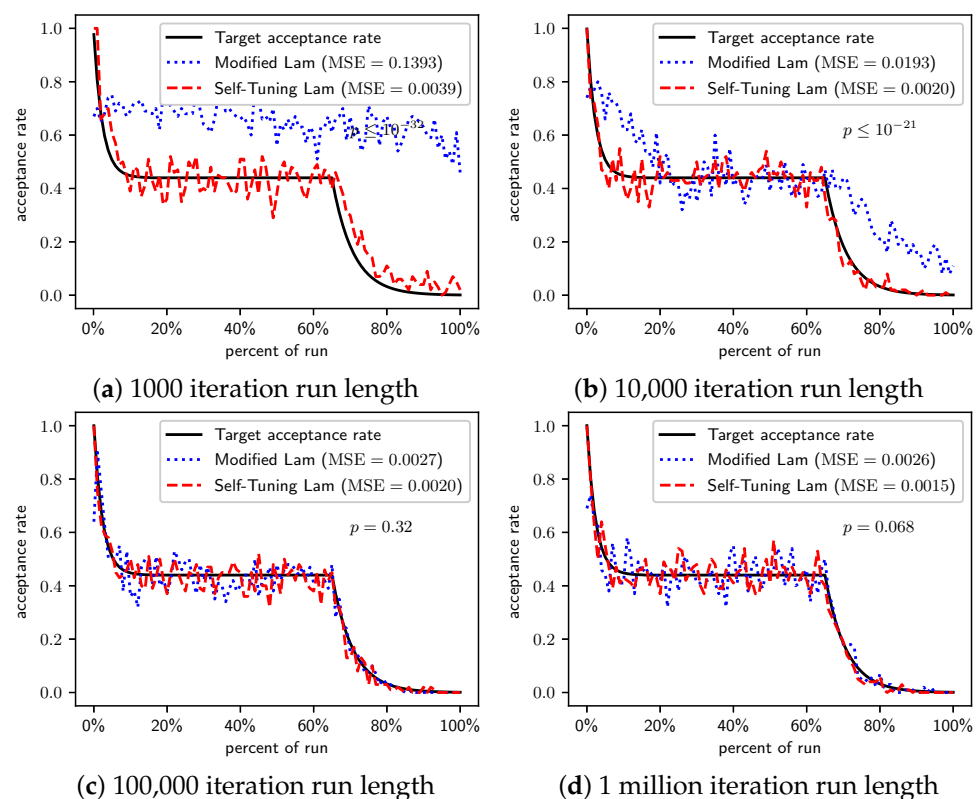 Target acceptance rate
Modified Lam (MSE = 0.1393)
Self-Tuning Lam (MSE = 0.0039)
p ≤ 10⁻³²
acceptance rate
1.0
0.8
0.6
0.4
0.2
0.0
0% 20% 40% 60% 80% 100%
percent of run
(a) 1000 iteration run length
Target acceptance rate
Modified Lam (MSE = 0.0193)
Self-Tuning Lam (MSE = 0.0020)
p ≤ 10⁻²¹
acceptance rate
1.0
0.8
0.6
0.4
0.2
0.0
0% 20% 40% 60% 80% 100%
percent of run
(b) 10,000 iteration run length
Target acceptance rate
Modified Lam (MSE = 0.0027)
Self-Tuning Lam (MSE = 0.0020)
p = 0.32
acceptance rate
1.0
0.8
0.6
0.4
0.2
0.0
0% 20% 40% 60% 80% 100%
percent of run
(c) 100,000 iteration run length
Target acceptance rate
Modified Lam (MSE = 0.0026)
Self-Tuning Lam (MSE = 0.0015)
p = 0.068
acceptance rate
1.0
0.8
0.6
0.4
0.2
0.0
0% 20% 40% 60% 80% 100%
percent of run
(d) 1 million iteration run length